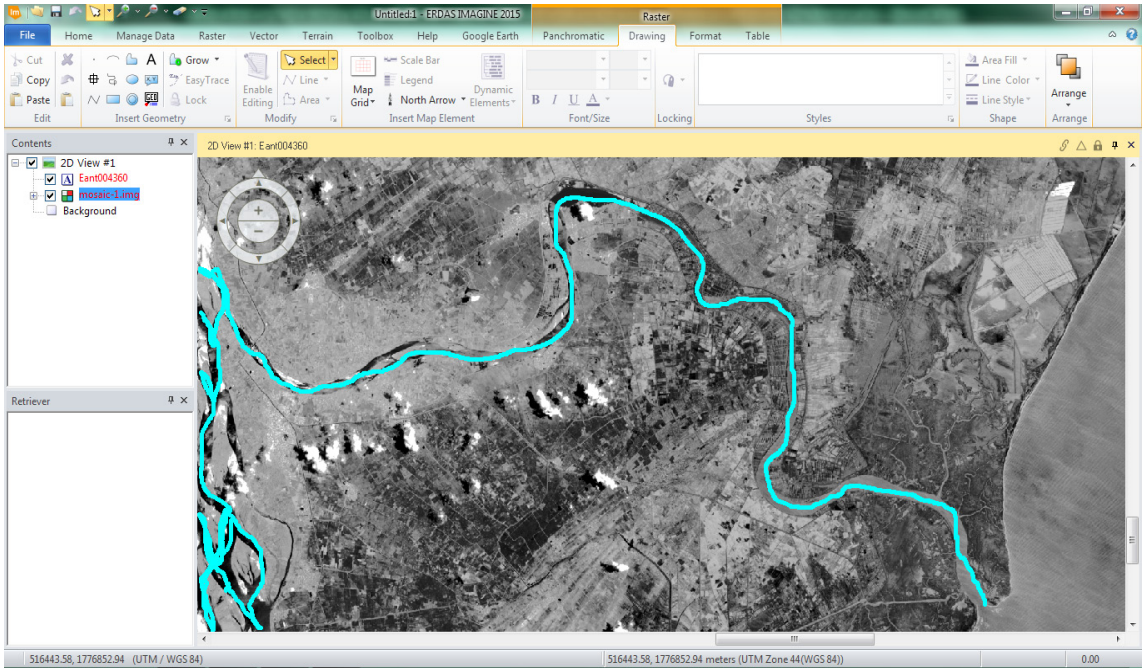 Untitled:1 - ERDAS IMAGINE 2015
Raster
File Home Manage Data Raster Vector Terrain Toolbox Help Google Earth Panchromatic Drawing Format Table
Cut
Copy
Paste
Edit
A
Grow
EasyTrace
Lock
Insert Geometry
Enable
Editing
Select
Line
Area
Modify
Map
Grid
Scale Bar
Legend
North Arrow
Dynamic
Elements
Insert Map Element
B I U A
Font/Size
Locking
Styles
Area Fill
Line Color
Line Style
Shape
Arrange
Arrange
Contents
2D View #1
Eant004360
mosaic-1.img
Background
Retriever
2D View #1: Eant004360
516443.58, 1776852.94 (UTM / WGS 84)
516443.58, 1776852.94 meters (UTM Zone 44(WGS 84))
0.00